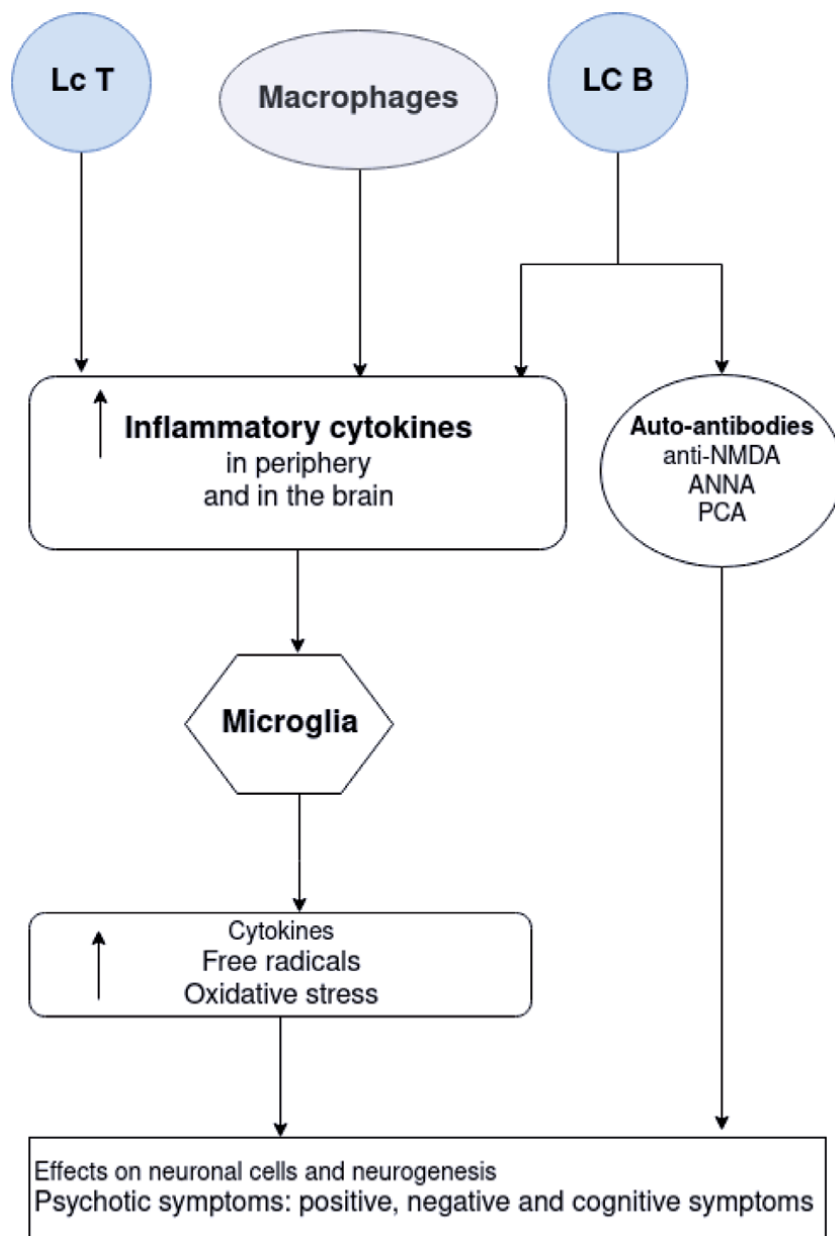 Lc T
Macrophages
LC B
Inflammatory cytokines
in periphery
and in the brain
Auto-antibodies
anti-NMDA
ANNA
PCA
Microglia
Cytokines
Free radicals
Oxidative stress
Effects on neuronal cells and neurogenesis
Psychotic symptoms: positive, negative and cognitive symptoms